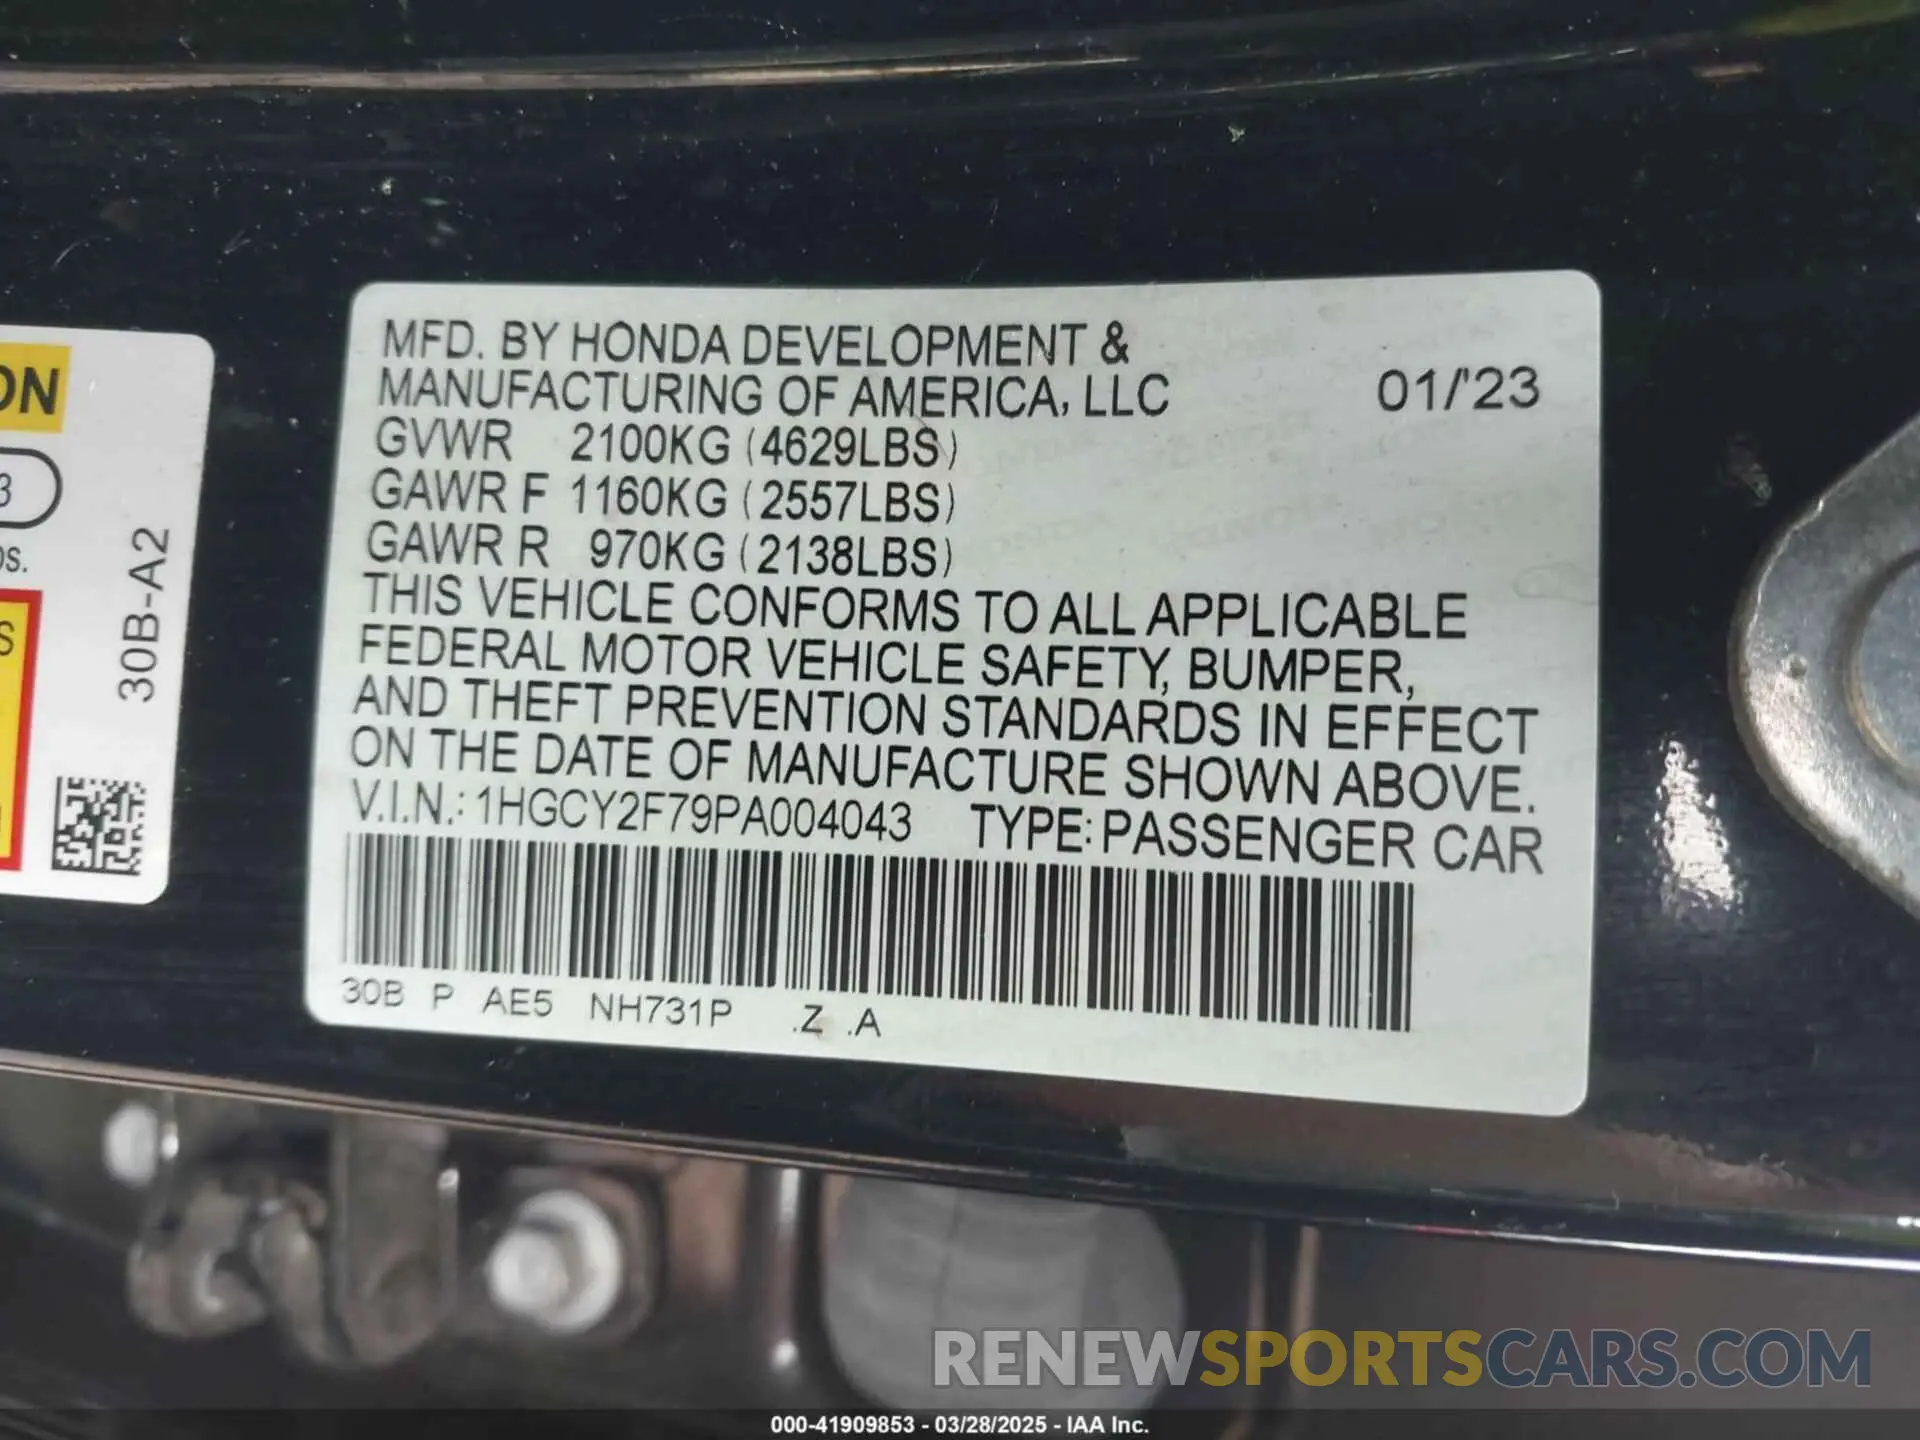 MFD. BY HONDA DEVELOPMENT &
MANUFACTURING OF AMERICA, LLC 01/'23
GVWR 2100KG (4629LBS)
GAWR F 1160KG (2557LBS)
GAWR R 970KG (2138LBS)
THIS VEHICLE CONFORMS TO ALL APPLICABLE
FEDERAL MOTOR VEHICLE SAFETY, BUMPER,
AND THEFT PREVENTION STANDARDS IN EFFECT
ON THE DATE OF MANUFACTURE SHOWN ABOVE.
V.I.N.: 1HGCY2F79PA004043 TYPE: PASSENGER CAR
30B P AE5 NH731P .Z .A
ON
3
S
30B-A2
RENEWSPORTSCARS.COM
000-41909853 - 03/28/2025 - IAA Inc.